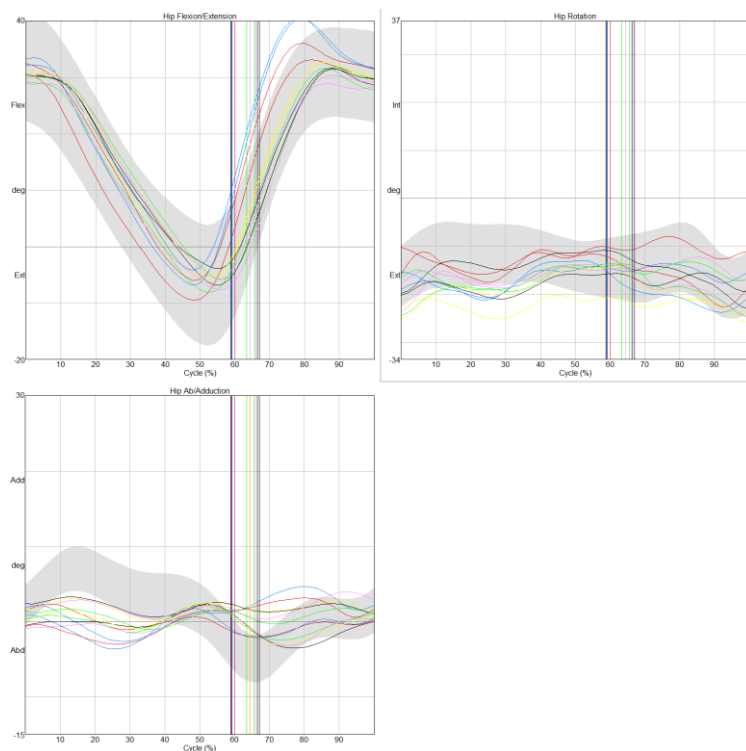 Hip Flexion/Extension
40
Flex
deg
Ext
-20
10 20 30 40 50 60 70 80 90
Cycle (%)
Hip Rotation
37
Int
deg
Ext
-34
10 20 30 40 50 60 70 80 90
Cycle (%)
Hip Ab/Adduction
30
Add
deg
Abd
-15
10 20 30 40 50 60 70 80 90
Cycle (%)